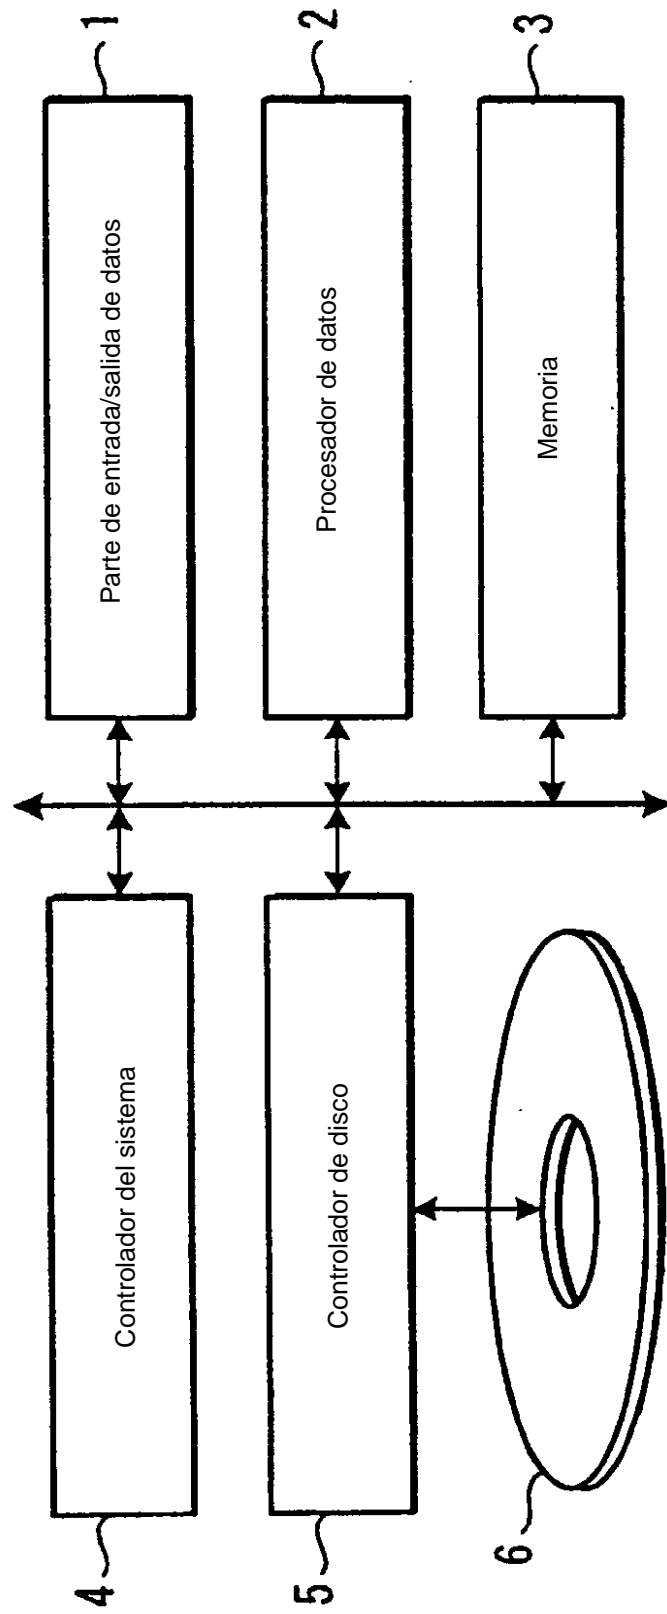 4
Controlador del sistema
Parte de entrada/salida de datos
1
5
Controlador de disco
Procesador de datos
2
6
Memoria
3